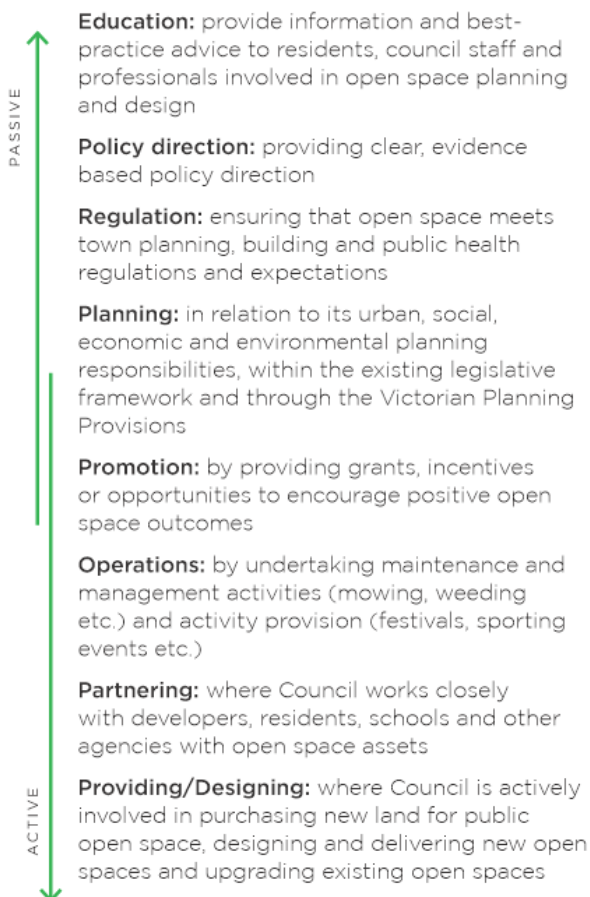 PASSIVE
Education: provide information and best-
practice advice to residents, council staff and
professionals involved in open space planning
and design
Policy direction: providing clear, evidence
based policy direction
Regulation: ensuring that open space meets
town planning, building and public health
regulations and expectations
Planning: in relation to its urban, social,
economic and environmental planning
responsibilities, within the existing legislative
framework and through the Victorian Planning
Provisions
Promotion: by providing grants, incentives
or opportunities to encourage positive open
space outcomes
Operations: by undertaking maintenance and
management activities (mowing, weeding
etc.) and activity provision (festivals, sporting
events etc.)
Partnering: where Council works closely
with developers, residents, schools and other
agencies with open space assets
ACTIVE
Providing/Designing: where Council is actively
involved in purchasing new land for public
open space, designing and delivering new open
spaces and upgrading existing open spaces